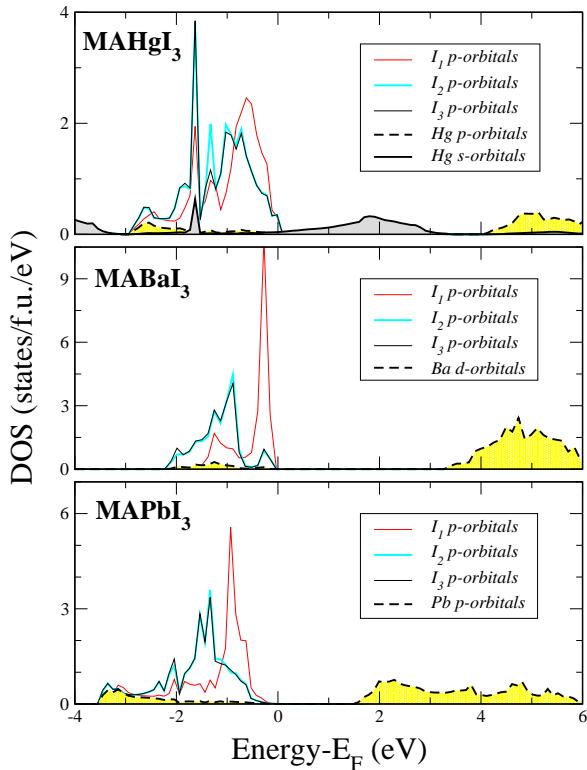 DOS (states/f.u./eV)
4
2
0
MAHgI3
I1 p-orbitals
I2 p-orbitals
I3 p-orbitals
Hg p-orbitals
Hg s-orbitals
9
6
3
0
MABaI3
I1 p-orbitals
I2 p-orbitals
I3 p-orbitals
Ba d-orbitals
6
3
0
MAPbI3
I1 p-orbitals
I2 p-orbitals
I3 p-orbitals
Pb p-orbitals
-4 -2 0 2 4 6
Energy-EF (eV)